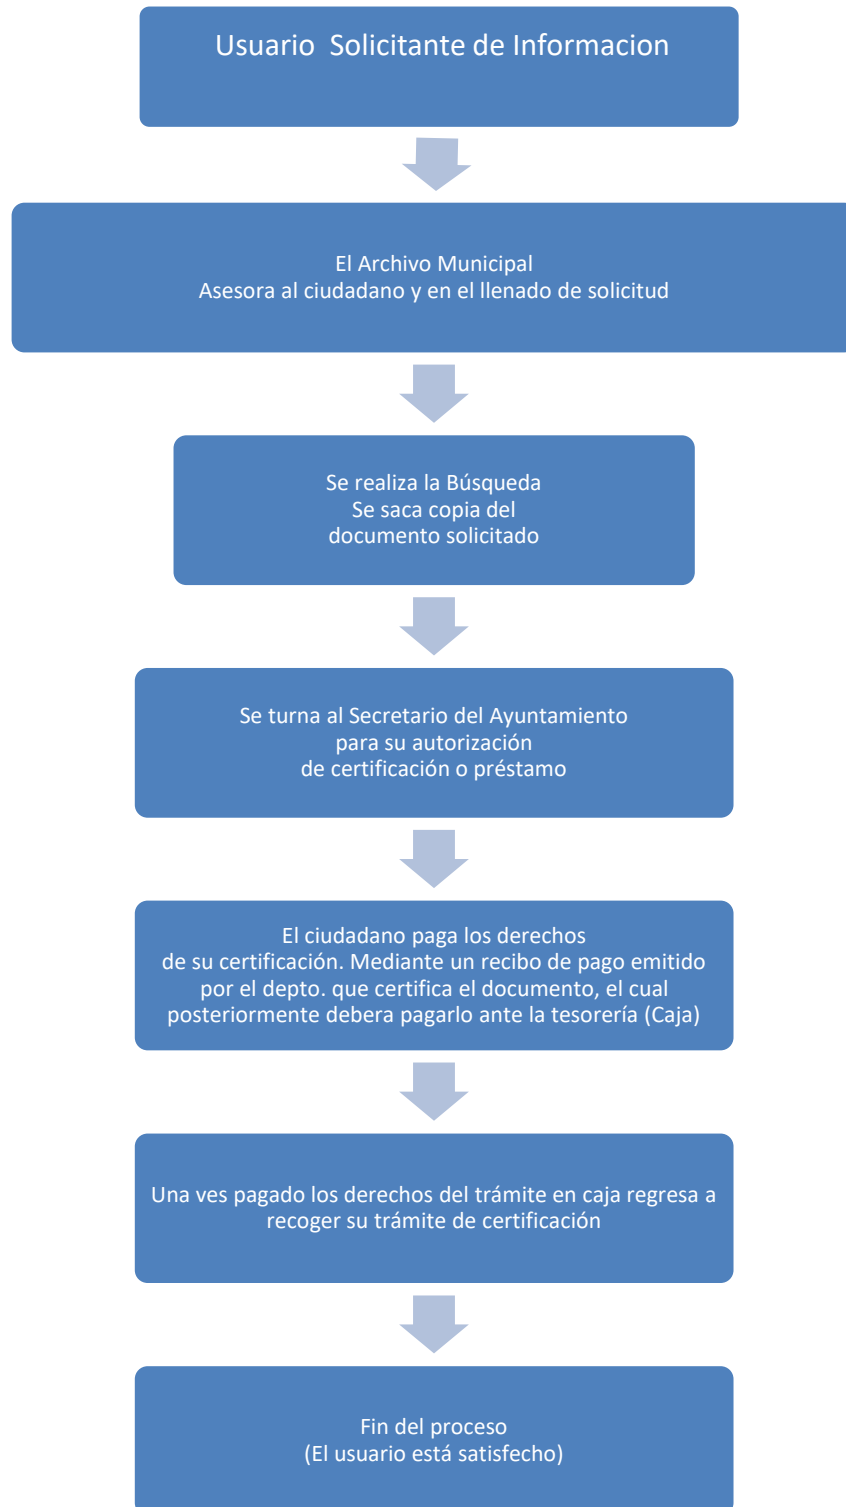 Usuario  Solicitante de Informacion
El Archivo Municipal
Asesora al ciudadano y en el llenado de solicitud
Se realiza la Búsqueda
Se saca copia del
documento solicitado
Se turna al Secretario del Ayuntamiento
para su autorización
de certificación o préstamo
El ciudadano paga los derechos
de su certificación. Mediante un recibo de pago emitido
por el depto. que certifica el documento, el cual
posteriormente debera pagarlo ante la tesorería (Caja)
Una ves pagado los derechos del trámite en caja regresa a
recoger su trámite de certificación
Fin del proceso
(El usuario está satisfecho)